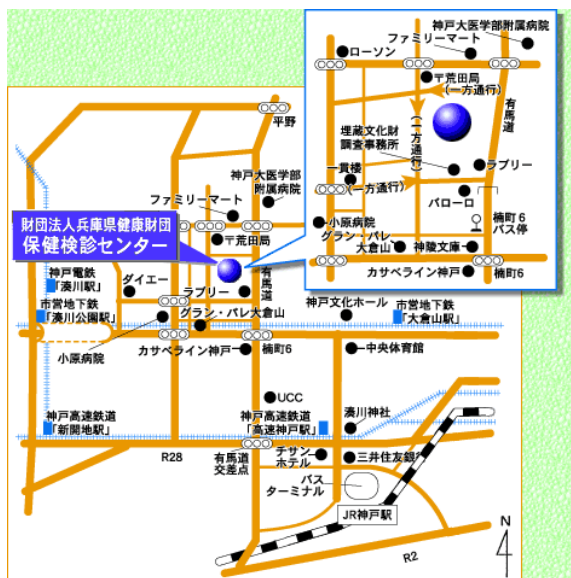 神戸大医学部
附属病院
ファミリーマート
ローソン
〒荒田局
(一方通行)
有馬道
(一方通行)
埋蔵文化財
調査事務所
一貫楼
(一方通行)
ラブリー
バローロ
小原病院
グラン・パレ
大倉山
神陵文庫
楠町6
バス停
カサベライン神戸
楠町6
平野
神戸大医学部
附属病院
ファミリーマート
〒荒田局
財団法人兵庫県健康財団
保健検診センター
有馬道
神戸電鉄
「湊川駅」
ダイエー
ラブリー
市営地下鉄
「湊川公園駅」
グラン・パレ大倉山
神戸文化ホール
市営地下鉄
「大倉山駅」
小原病院
カサベライン神戸
楠町6
中央体育館
UCC
神戸高速鉄道
「新開地駅」
神戸高速鉄道
「高速神戸駅」
湊川神社
R28
有馬道
交差点
チサン
ホテル
三井住友銀行
バス
ターミナル
JR神戸駅
R2
N